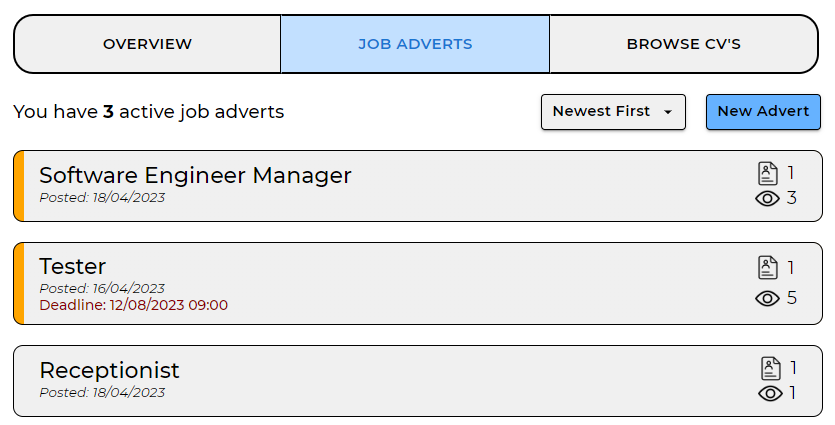 OVERVIEW JOB ADVERTS BROWSE CV'S
You have 3 active job adverts Newest First New Advert
Software Engineer Manager 1
Posted: 18/04/2023 3
Tester 1
Posted: 16/04/2023
Deadline: 12/08/2023 09:00 5
Receptionist 1
Posted: 18/04/2023 1